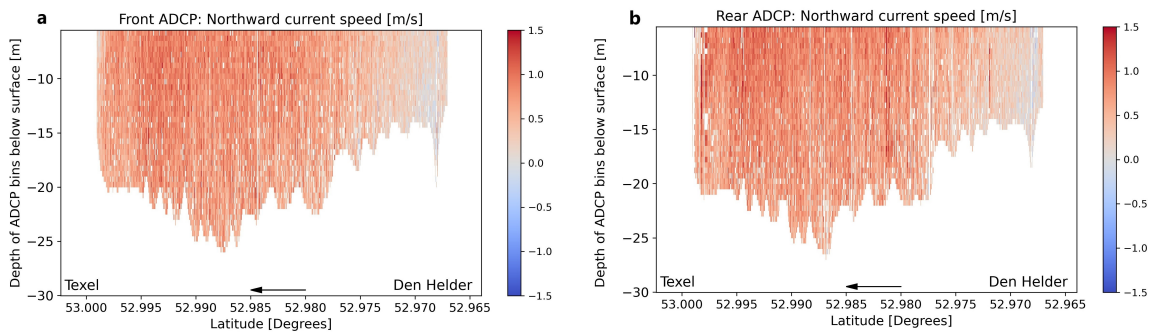 a
Front ADCP: Northward current speed [m/s]
Depth of ADCP bins below surface [m]
−10
−15
−20
−25
−30
Texel
Den Helder
53.000 52.995 52.990 52.985 52.980 52.975 52.970 52.965
Latitude [Degrees]
1.5
1.0
0.5
0.0
−0.5
−1.0
−1.5
b
Rear ADCP: Northward current speed [m/s]
Depth of ADCP bins below surface [m]
−10
−15
−20
−25
−30
Texel
Den Helder
53.000 52.995 52.990 52.985 52.980 52.975 52.970 52.965
Latitude [Degrees]
1.5
1.0
0.5
0.0
−0.5
−1.0
−1.5